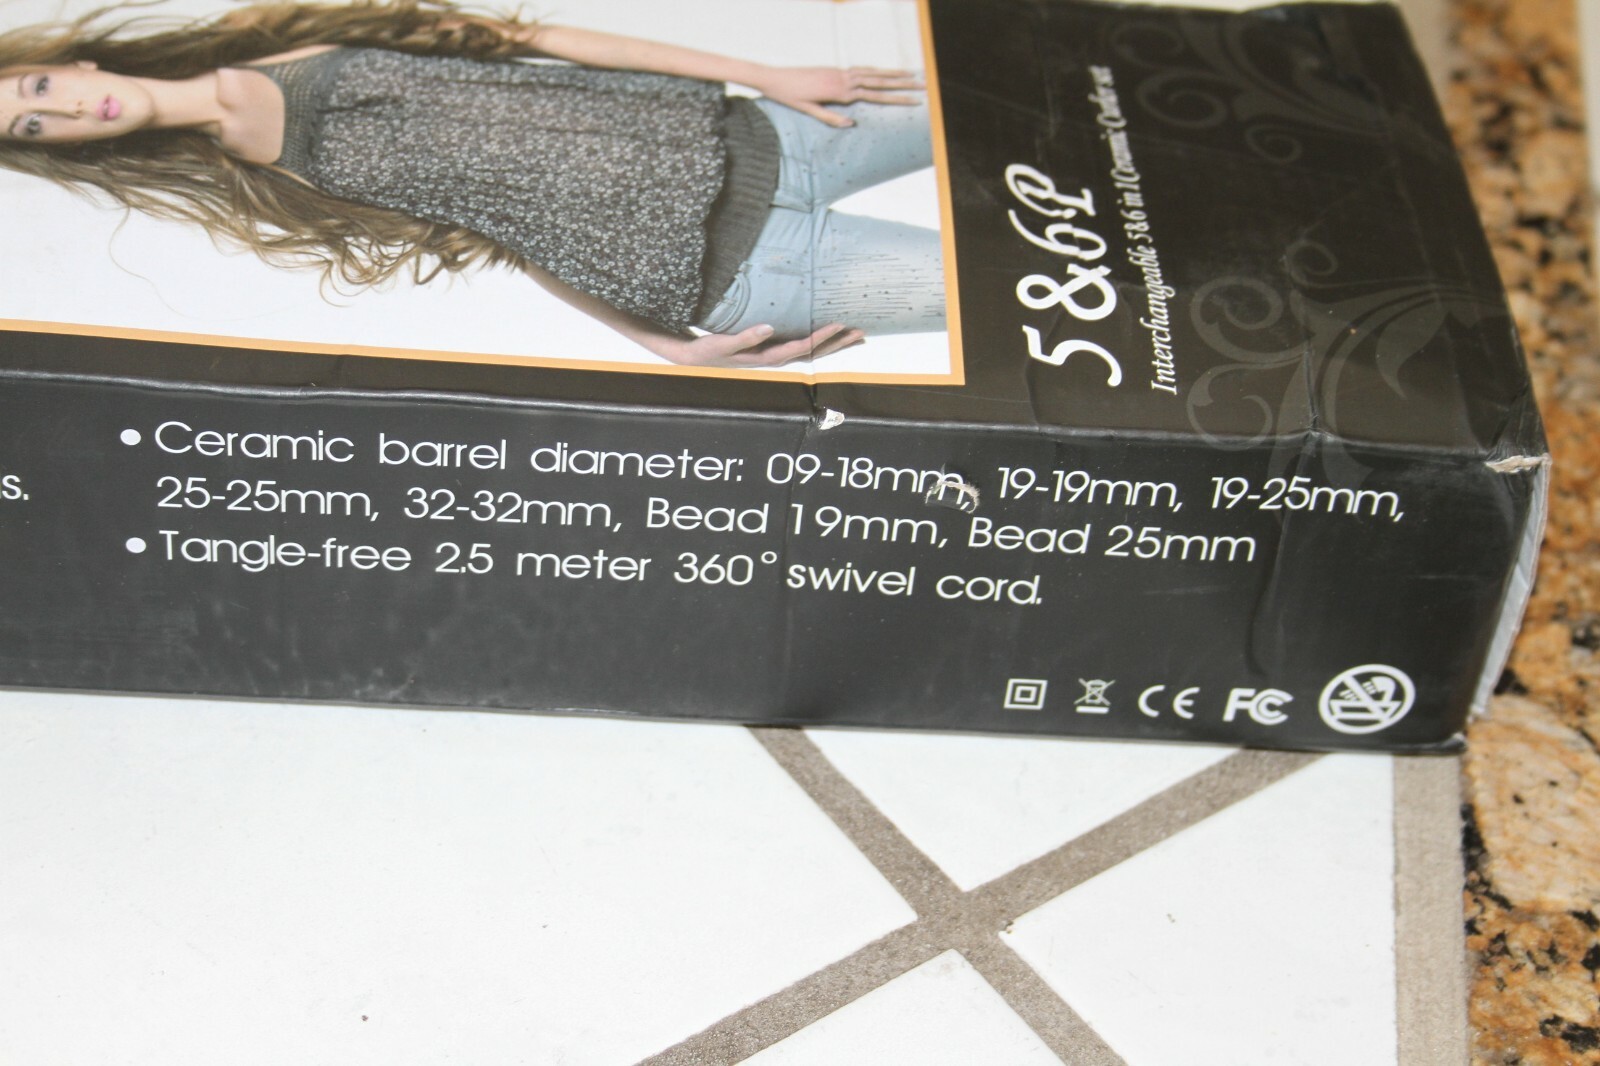 5&6P
Interchangeable 5&6 in 1 Ceramic Curler set
• Ceramic barrel diameter: 09-18mm, 19-19mm, 19-25mm,
25-25mm, 32-32mm, Bead 19mm, Bead 25mm
• Tangle-free 2.5 meter 360° swivel cord.
s.
CE FC